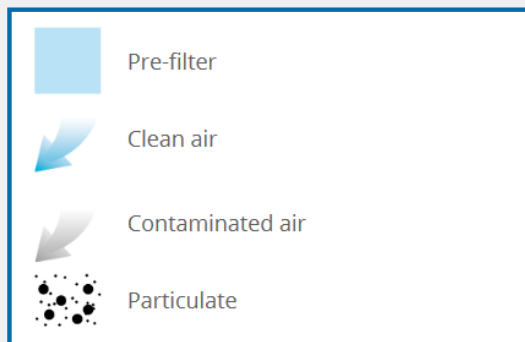 Pre-filter
Clean air
Contaminated air
Particulate